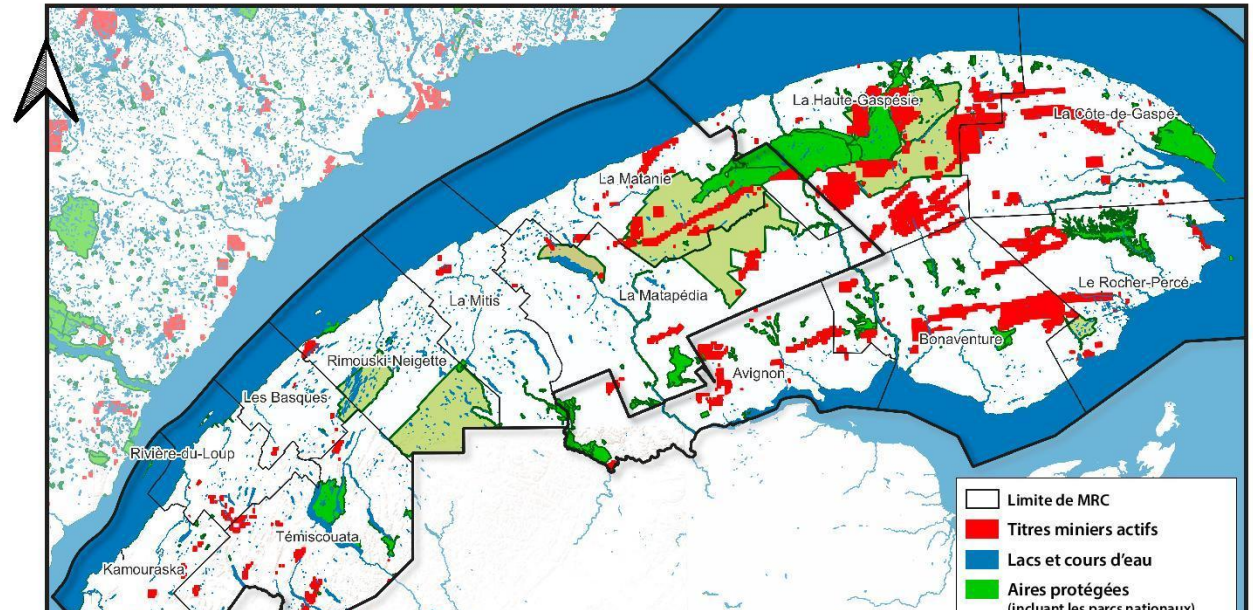 La Haute-Gaspésie
La Côte-de-Gaspé
La Matanie
La Matapédia
Le Rocher-Percé
La Mitis
Bonaventure
Rimouski-Neigette
Avignon
Les Basques
Rivière-du-Loup
Témiscouata
Kamouraska
Limite de MRC
Titres miniers actifs
Lacs et cours d'eau
Aires protégées
(incluant les parcs nationaux)